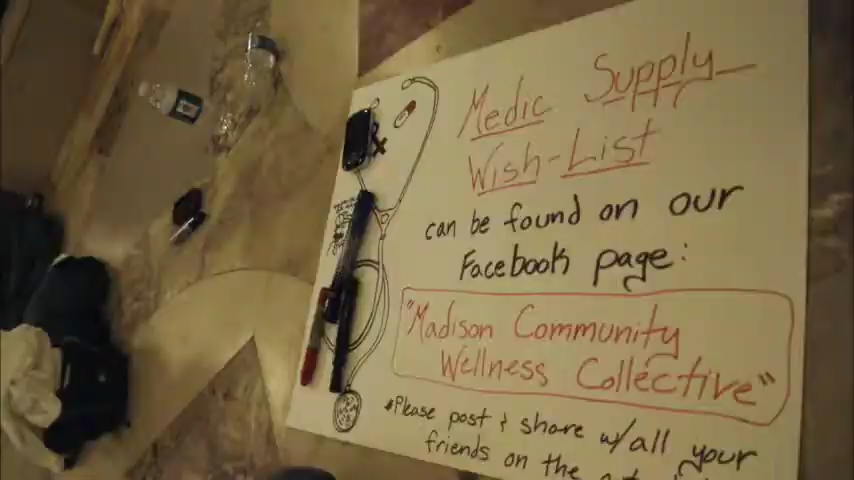 Medic Supply
Wish-List
can be found on our
Facebook page:
"Madison Community
Wellness Collective"
*Please post & share w/all your
friends on the